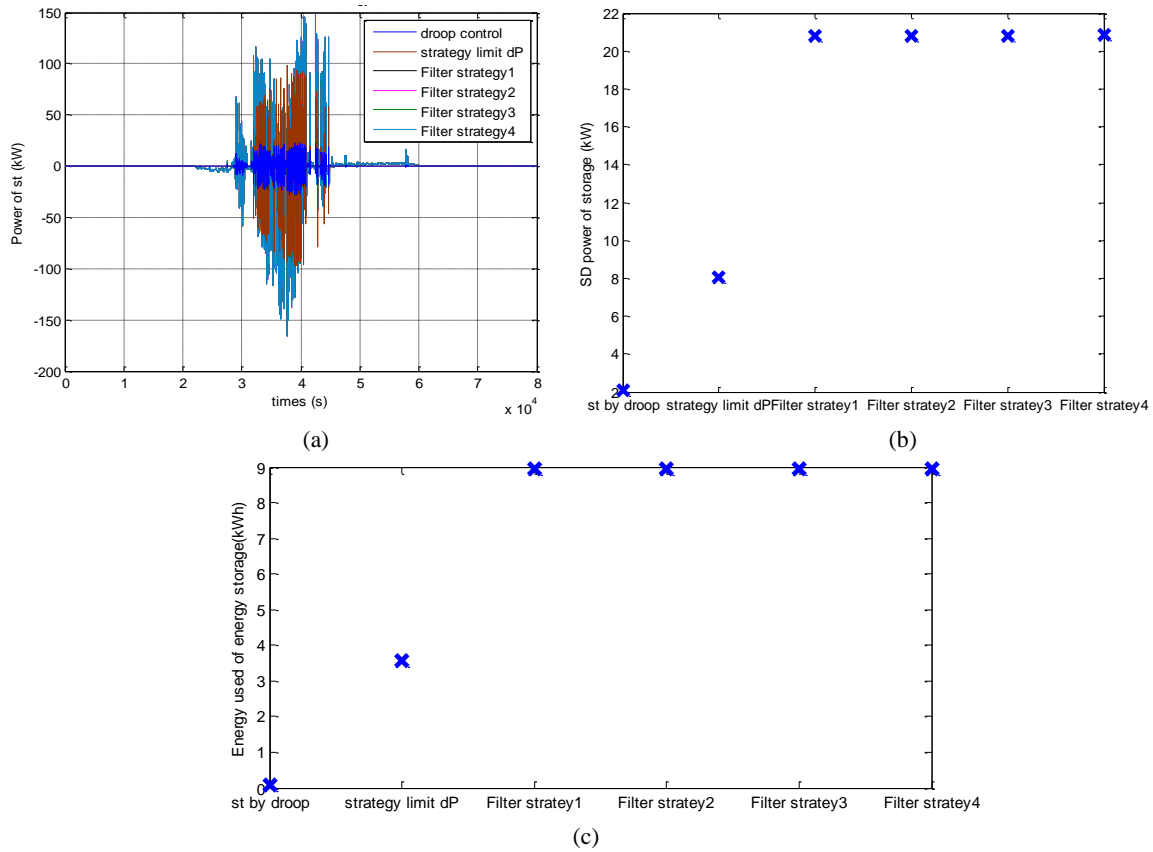 150
100
50
0
-50
-100
-150
-200
Power of st (kW)
droop control
strategy limit dP
Filter strategy1
Filter strategy2
Filter strategy3
Filter strategy4
0 1 2 3 4 5 6 7 8
times (s)
x 10^4
(a)
22
20
18
16
14
12
10
8
6
4
2
SD power of storage (kW)
st by droop strategy limit dP Filter stratey1 Filter stratey2 Filter stratey3 Filter stratey4
(b)
9
8
7
6
5
4
3
2
1
0
Energy used of energy storage(kWh)
st by droop strategy limit dP Filter stratey1 Filter stratey2 Filter stratey3 Filter stratey4
(c)